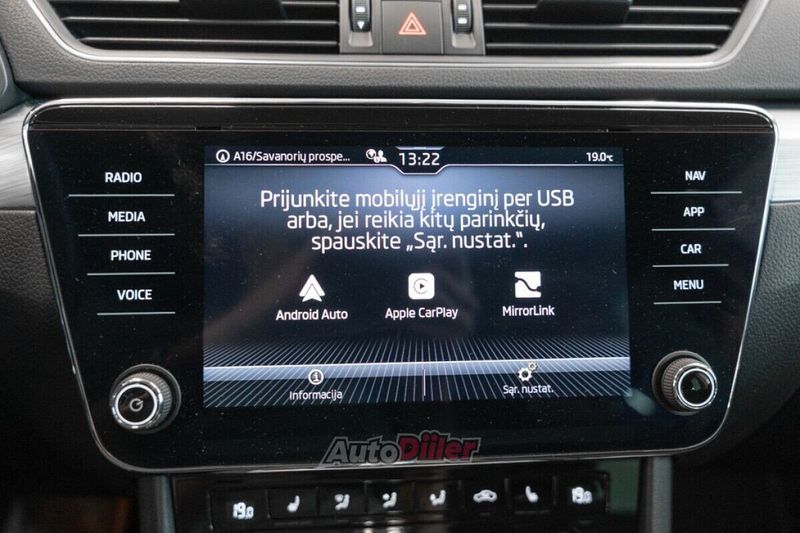 A16/Savanorių prospe...
13:22
19.0°C
RADIO
MEDIA
PHONE
VOICE
NAV
APP
CAR
MENU
Prijunkite mobilųjį įrenginį per USB
arba, jei reikia kitų parinkčių,
spauskite „Sąr. nustat.“.
Android Auto
Apple CarPlay
MirrorLink
Informacija
Sąr. nustat.
AutoDiiler
19.0
19.0